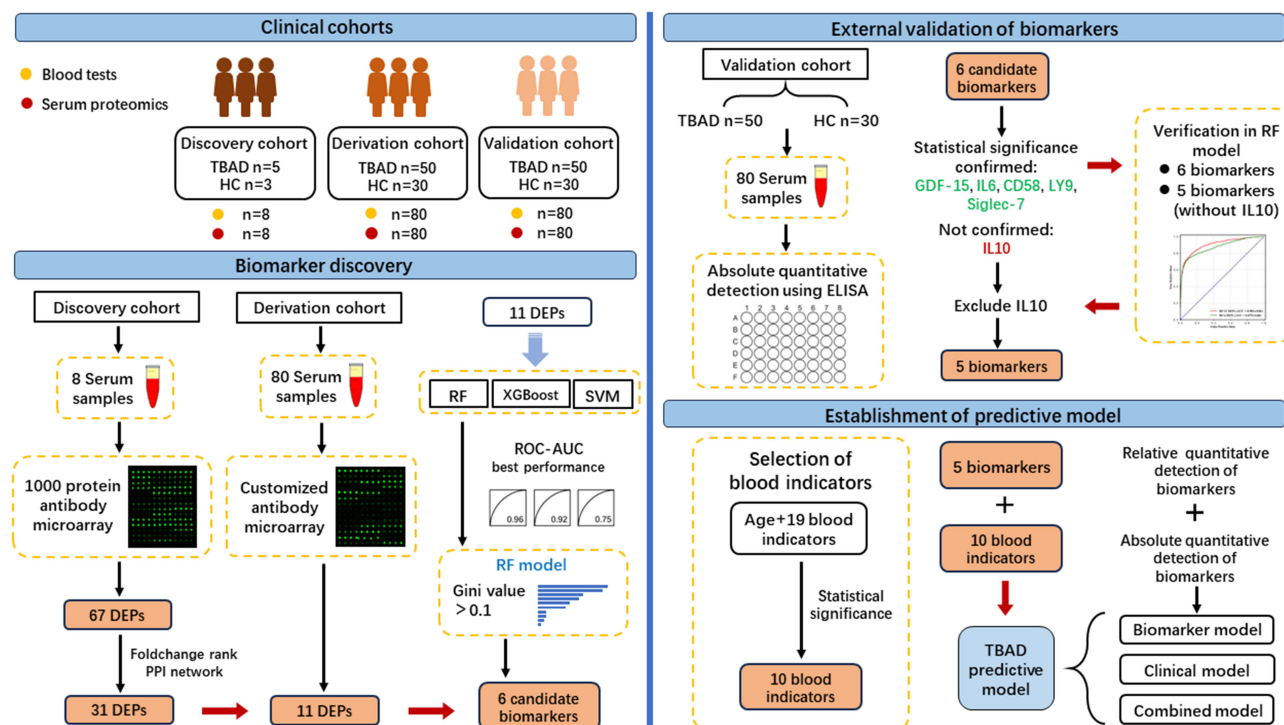 Clinical cohorts
Blood tests
Serum proteomics
Discovery cohort
TBAD n=5
HC n=3
Derivation cohort
TBAD n=50
HC n=30
Validation cohort
TBAD n=50
HC n=30
n=8
n=8
n=80
n=80
n=80
n=80
Biomarker discovery
Discovery cohort
8 Serum
samples
1000 protein
antibody
microarray
67 DEPs
Foldchange rank
PPI network
31 DEPs
Derivation cohort
80 Serum
samples
Customized
antibody
microarray
11 DEPs
11 DEPs
RF
XGBoost
SVM
ROC-AUC
best performance
0.96
0.92
0.75
RF model
Gini value
＞0.1
6 candidate
biomarkers
External validation of biomarkers
Validation cohort
TBAD n=50
HC n=30
80 Serum
samples
Absolute quantitative
detection using ELISA
1 2 3 4 5 6 7 8
A
B
C
D
E
F
6 candidate
biomarkers
Statistical significance
confirmed:
GDF-15, IL6, CD58, LY9,
Siglec-7
Not confirmed:
IL10
Exclude IL10
5 biomarkers
Verification in RF
model
6 biomarkers
5 biomarkers
(without IL10)
Establishment of predictive model
Selection of
blood indicators
Age+19 blood
indicators
Statistical
significance
10 blood
indicators
5 biomarkers
+
10 blood
indicators
TBAD
predictive
model
Relative quantitative
detection of
biomarkers
+
Absolute quantitative
detection of
biomarkers
Biomarker model
Clinical model
Combined model